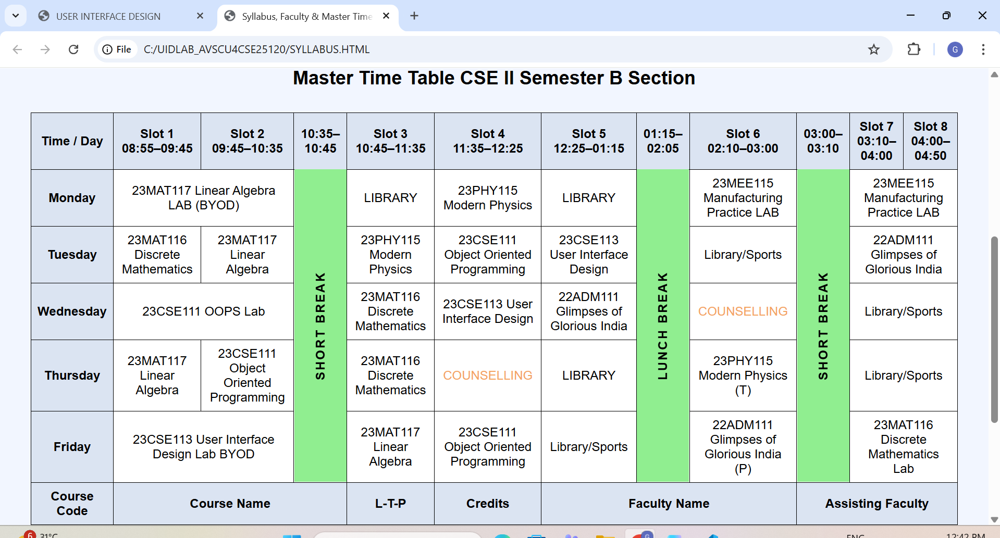 USER INTERFACE DESIGN
Syllabus, Faculty & Master Time
File
C:/UIDLAB_AVSCU4CSE25120/SYLLABUS.HTML
G
Master Time Table CSE II Semester B Section
Time / Day
Slot 1
08:55–09:45
Slot 2
09:45–10:35
10:35–
10:45
Slot 3
10:45–11:35
Slot 4
11:35–12:25
Slot 5
12:25–01:15
01:15–
02:05
Slot 6
02:10–03:00
03:00–
03:10
Slot 7
03:10–
04:00
Slot 8
04:00–
04:50
Monday
23MAT117 Linear Algebra
LAB (BYOD)
SHORT BREAK
LIBRARY
23PHY115
Modern Physics
LIBRARY
LUNCH BREAK
23MEE115
Manufacturing
Practice LAB
SHORT BREAK
23MEE115
Manufacturing
Practice LAB
Tuesday
23MAT116
Discrete
Mathematics
23MAT117
Linear
Algebra
23PHY115
Modern
Physics
23CSE111
Object Oriented
Programming
23CSE113
User Interface
Design
Library/Sports
22ADM111
Glimpses of
Glorious India
Wednesday
23CSE111 OOPS Lab
23MAT116
Discrete
Mathematics
23CSE113 User
Interface Design
22ADM111
Glimpses of
Glorious India
COUNSELLING
Library/Sports
Thursday
23MAT117
Linear
Algebra
23CSE111
Object
Oriented
Programming
23MAT116
Discrete
Mathematics
COUNSELLING
LIBRARY
23PHY115
Modern Physics
(T)
Library/Sports
Friday
23CSE113 User Interface
Design Lab BYOD
23MAT117
Linear
Algebra
23CSE111
Object Oriented
Programming
Library/Sports
22ADM111
Glimpses of
Glorious India
(P)
23MAT116
Discrete
Mathematics
Lab
Course
Code
Course Name
L-T-P
Credits
Faculty Name
Assisting Faculty
6
31°C
G
ENG
12:42 PM